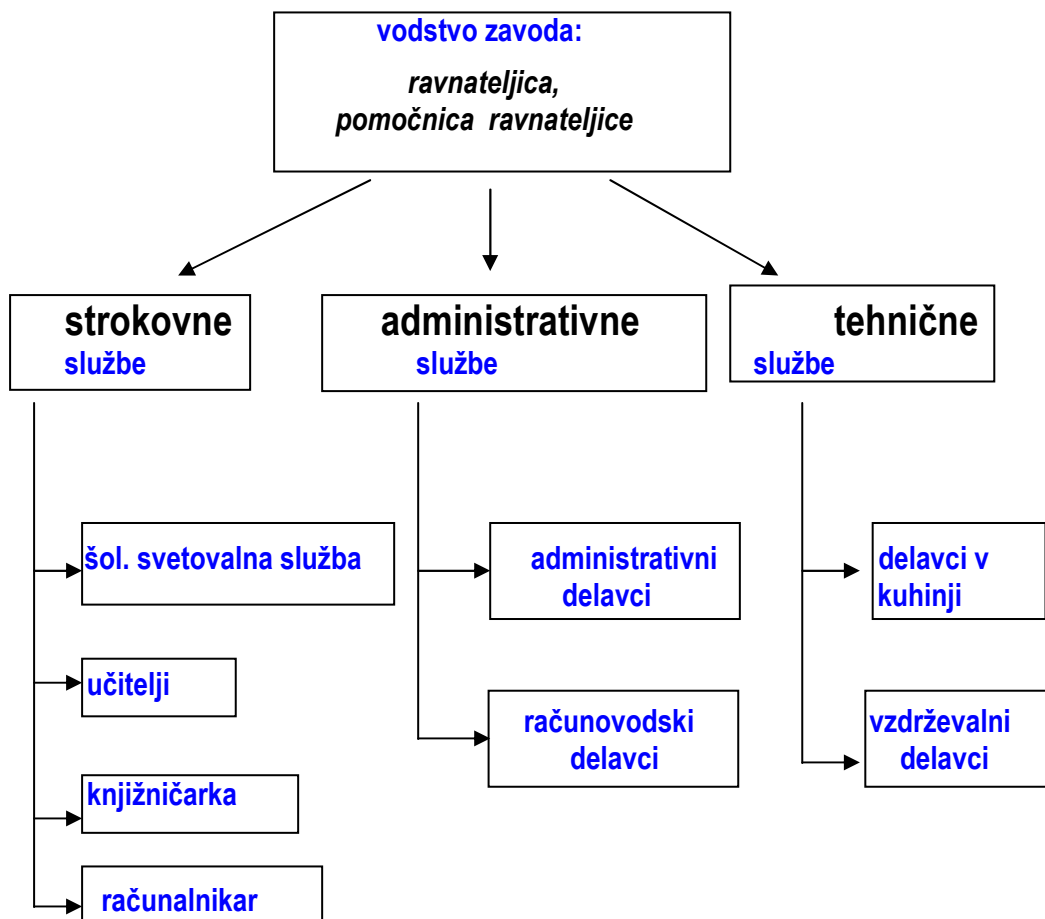 vodstvo zavoda:
ravnateljica,
pomočnica ravnateljice
strokovne
službe
administrativne
službe
tehnične
službe
šol. svetovalna služba
učitelji
knjižničarka
računalnikar
administrativni
delavci
računovodski
delavci
delavci v
kuhinji
vzdrževalni
delavci